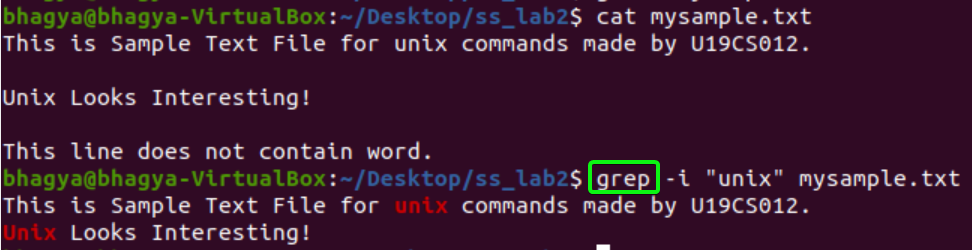 bhagya@bhagya-VirtualBox:~/Desktop/ss_lab2$ cat mysample.txt
This is Sample Text File for unix commands made by U19CS012.
Unix Looks Interesting!
This line does not contain word.
bhagya@bhagya-VirtualBox:~/Desktop/ss_lab2$ grep -i "unix" mysample.txt
This is Sample Text File for unix commands made by U19CS012.
Unix Looks Interesting!